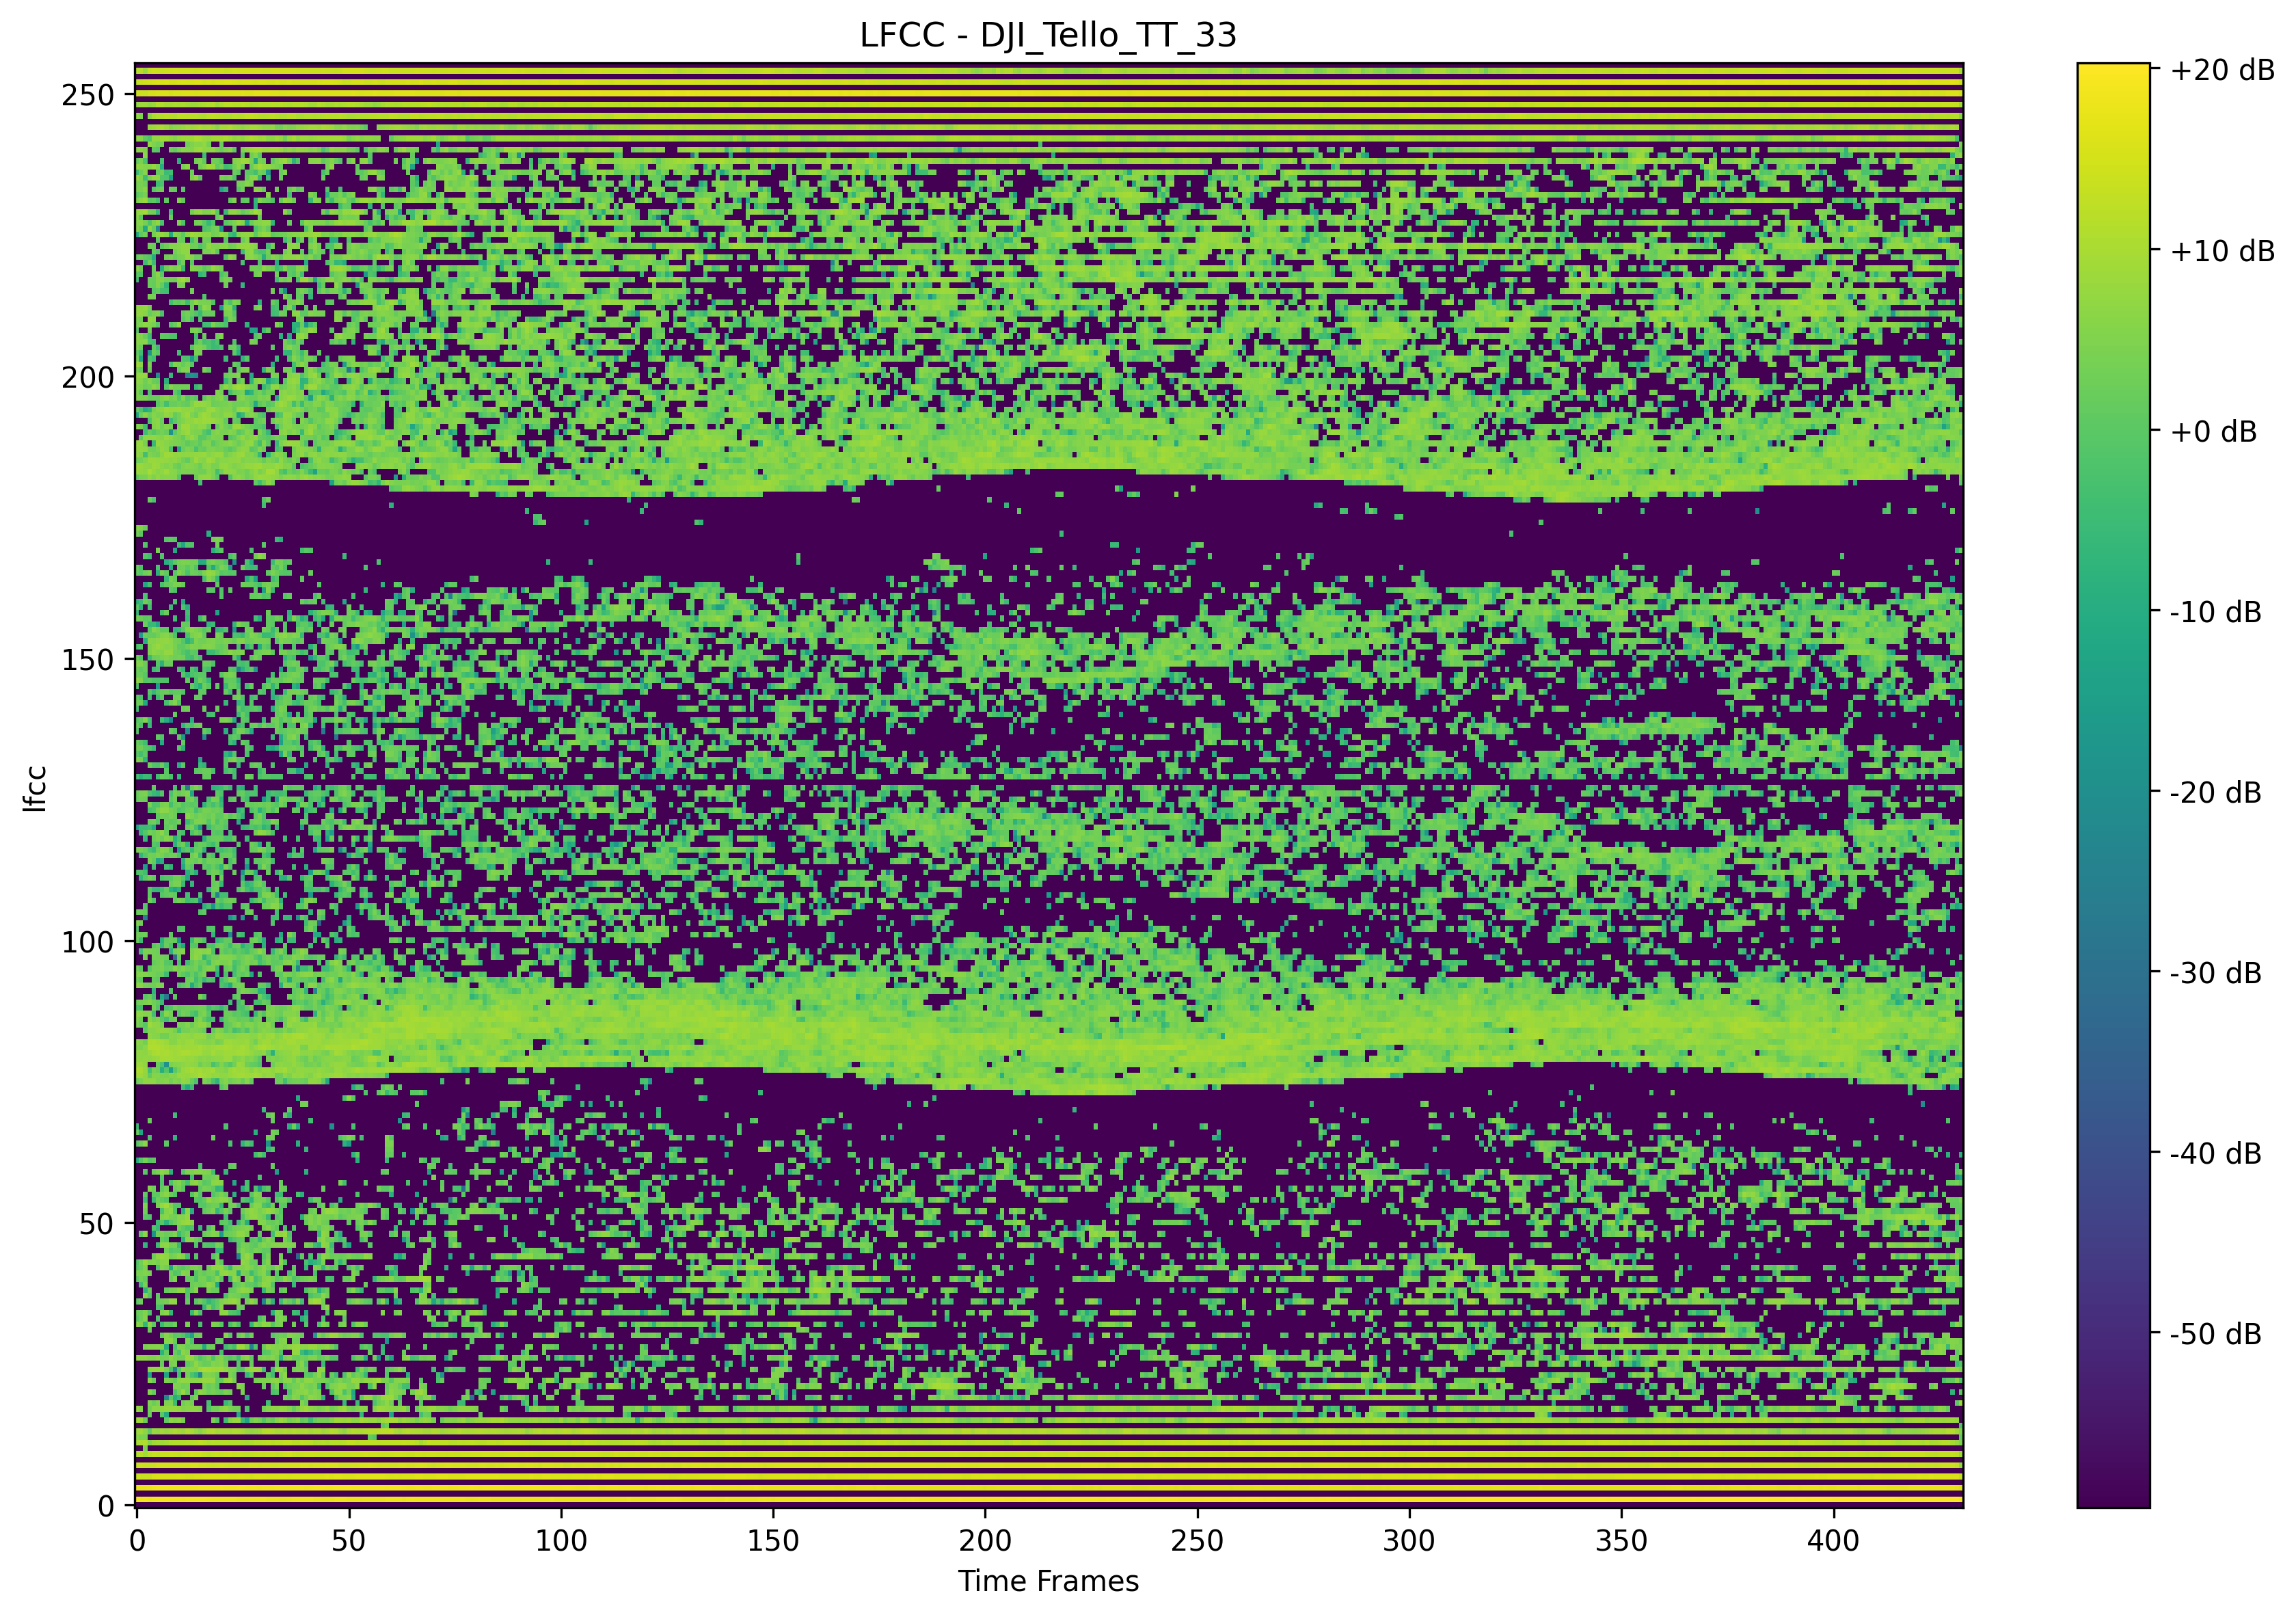 LFCC - DJI_Tello_TT_33
250
200
150
100
50
0
lfcc
0 50 100 150 200 250 300 350 400
Time Frames
+20 dB
+10 dB
+0 dB
-10 dB
-20 dB
-30 dB
-40 dB
-50 dB